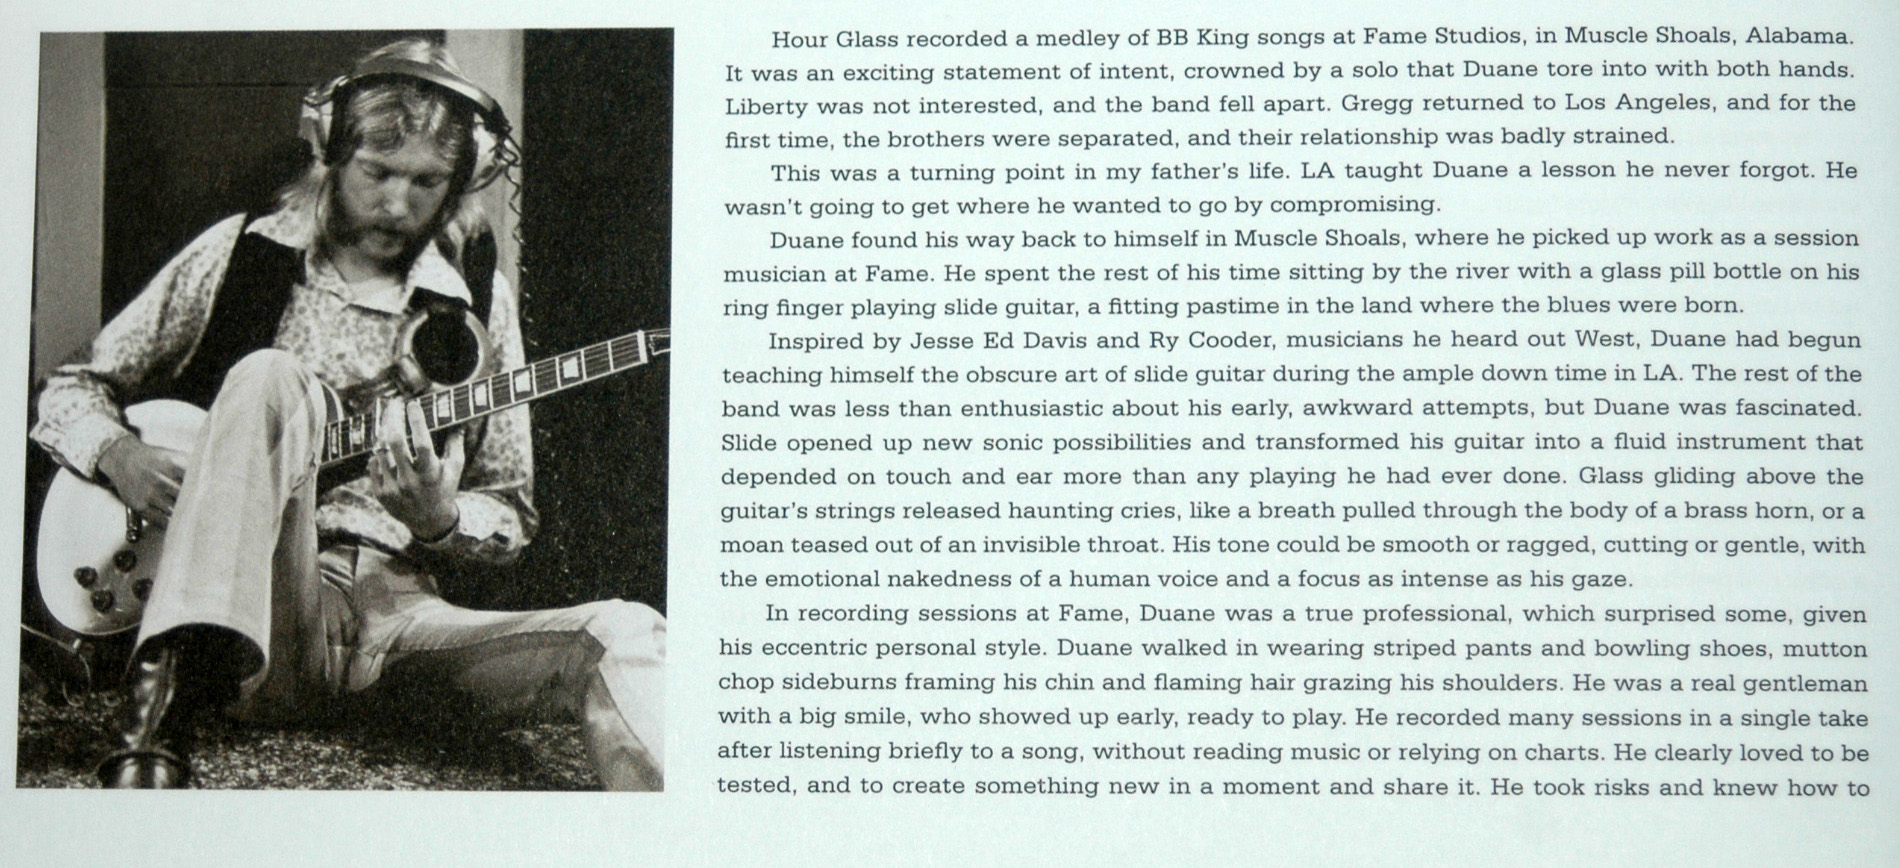 Hour Glass recorded a medley of BB King songs at Fame Studios, in Muscle Shoals, Alabama.
It was an exciting statement of intent, crowned by a solo that Duane tore into with both hands.
Liberty was not interested, and the band fell apart. Gregg returned to Los Angeles, and for the
first time, the brothers were separated, and their relationship was badly strained.
This was a turning point in my father's life. LA taught Duane a lesson he never forgot. He
wasn't going to get where he wanted to go by compromising.
Duane found his way back to himself in Muscle Shoals, where he picked up work as a session
musician at Fame. He spent the rest of his time sitting by the river with a glass pill bottle on his
ring finger playing slide guitar, a fitting pastime in the land where the blues were born.
Inspired by Jesse Ed Davis and Ry Cooder, musicians he heard out West, Duane had begun
teaching himself the obscure art of slide guitar during the ample down time in LA. The rest of the
band was less than enthusiastic about his early, awkward attempts, but Duane was fascinated.
Slide opened up new sonic possibilities and transformed his guitar into a fluid instrument that
depended on touch and ear more than any playing he had ever done. Glass gliding above the
guitar's strings released haunting cries, like a breath pulled through the body of a brass horn, or a
moan teased out of an invisible throat. His tone could be smooth or ragged, cutting or gentle, with
the emotional nakedness of a human voice and a focus as intense as his gaze.
In recording sessions at Fame, Duane was a true professional, which surprised some, given
his eccentric personal style. Duane walked in wearing striped pants and bowling shoes, mutton
chop sideburns framing his chin and flaming hair grazing his shoulders. He was a real gentleman
with a big smile, who showed up early, ready to play. He recorded many sessions in a single take
after listening briefly to a song, without reading music or relying on charts. He clearly loved to be
tested, and to create something new in a moment and share it. He took risks and knew how to